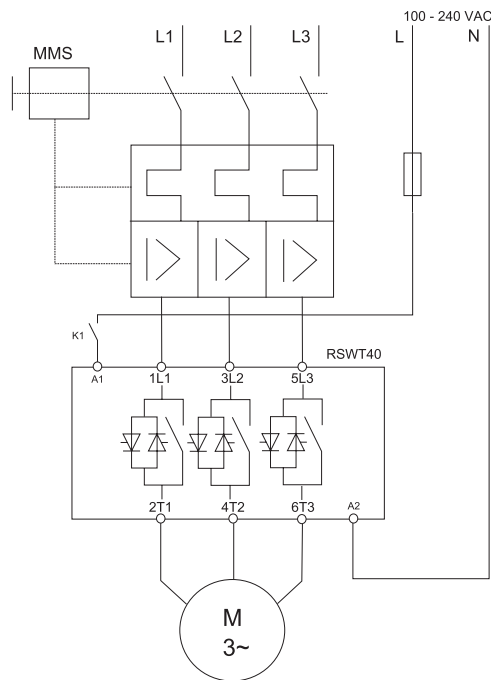 100 - 240 VAC
MMS L1 L2 L3 L N
K1
RSWT40
A1 1L1 3L2 5L3
2T1 4T2 6T3 A2
M
3~